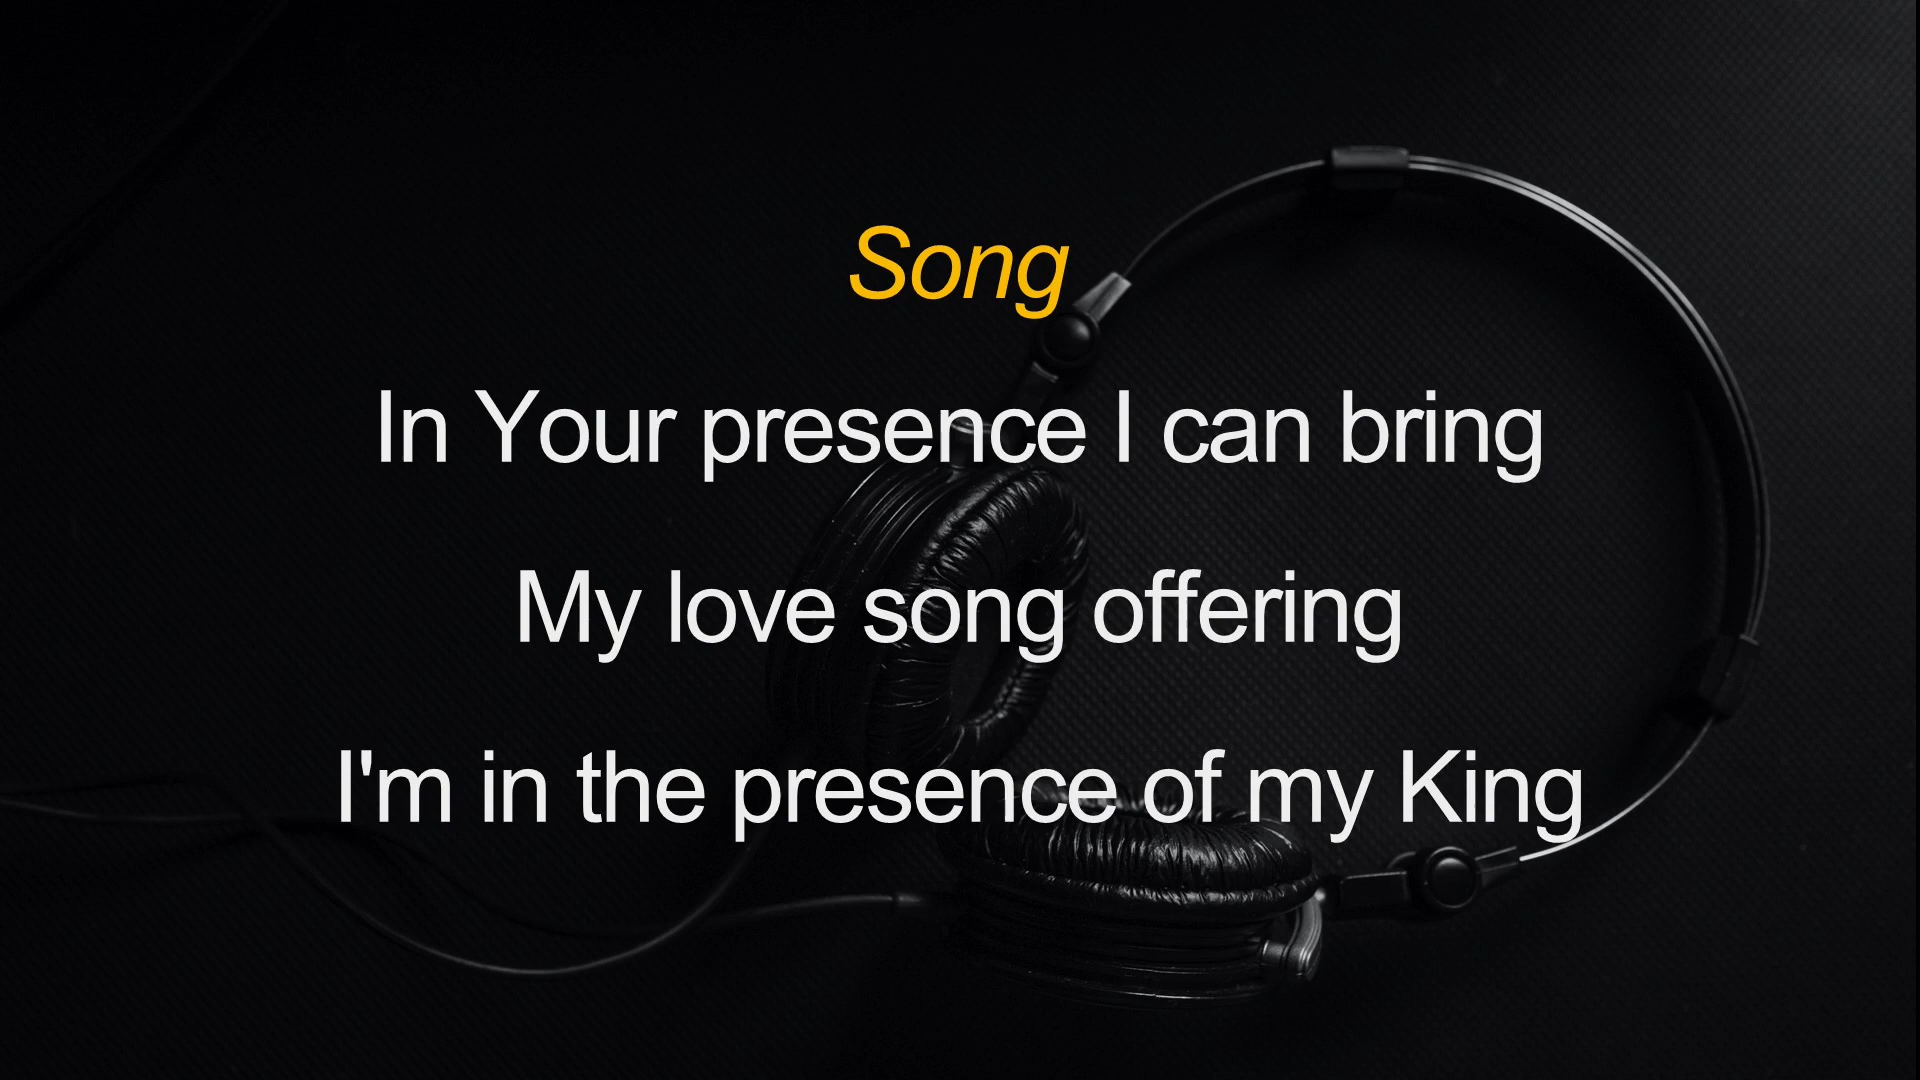 Song
In Your presence I can bring
My love song offering
I'm in the presence of my King